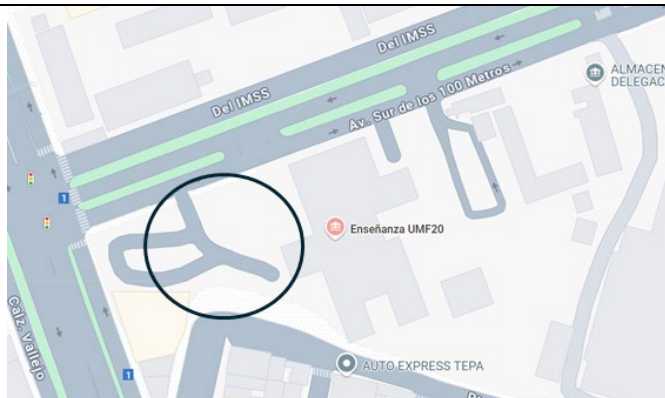 Del IMSS
Del IMSS
Av. Sur de los 100 Metros
ALMACEN
DELEGAC
1
Enseñanza UMF20
Calz. Vallejo
1
AUTO EXPRESS TEPA